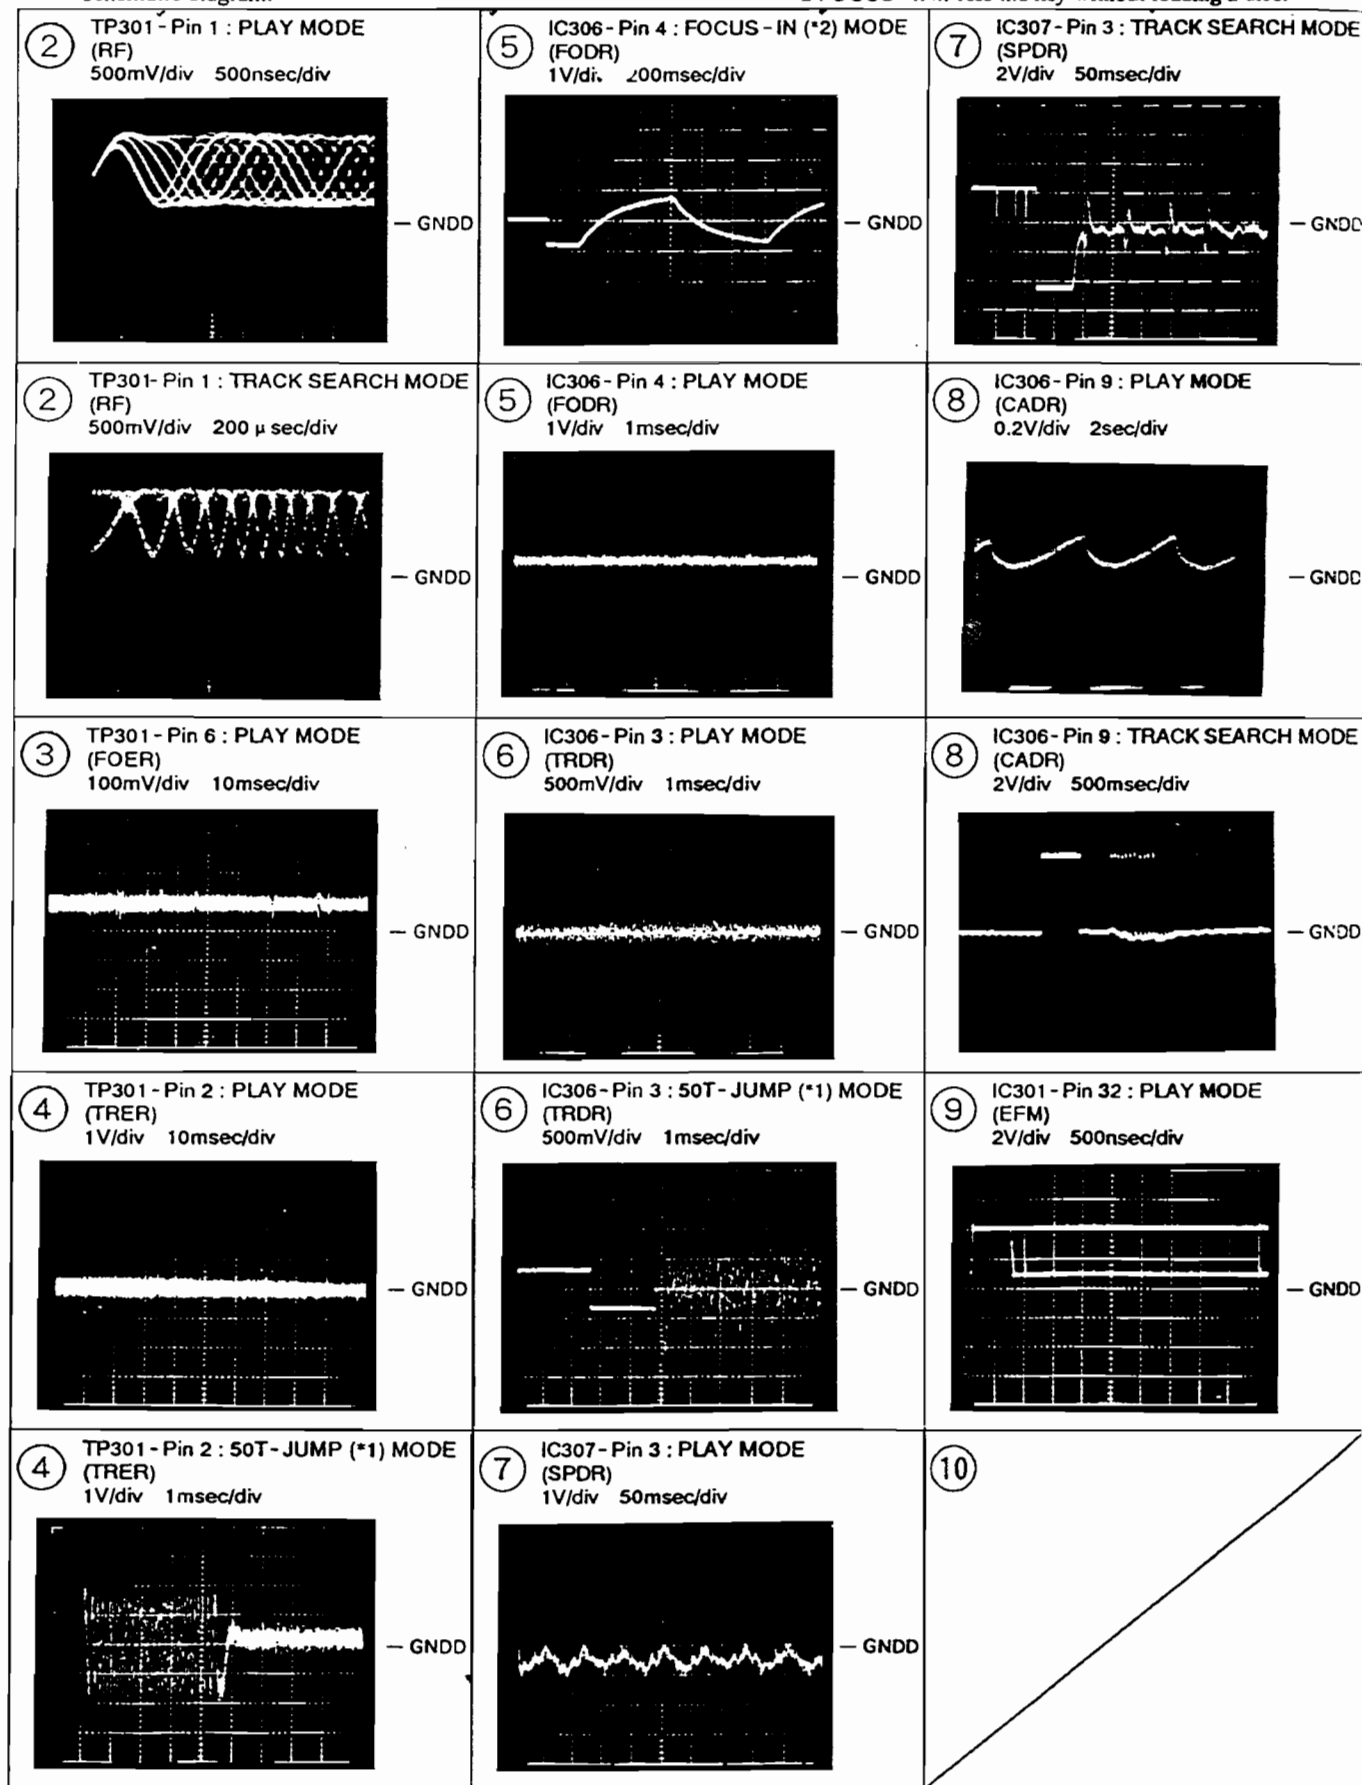 ②
TP301-Pin 1 : PLAY MODE
(RF)
500mV/div 500nsec/div
— GNDD
⑤
IC306-Pin 4 : FOCUS-IN (*2) MODE
(FODR)
1V/div. 200msec/div
— GNDD
⑦
IC307-Pin 3 : TRACK SEARCH MODE
(SPDR)
2V/div 50msec/div
— GNDD
②
TP301-Pin 1 : TRACK SEARCH MODE
(RF)
500mV/div 200 μ sec/div
— GNDD
⑤
IC306-Pin 4 : PLAY MODE
(FODR)
1V/div 1msec/div
— GNDD
⑧
IC306-Pin 9 : PLAY MODE
(CADR)
0.2V/div 2sec/div
— GNDD
③
TP301-Pin 6 : PLAY MODE
(FOER)
100mV/div 10msec/div
— GNDD
⑥
IC306-Pin 3 : PLAY MODE
(TRDR)
500mV/div 1msec/div
— GNDD
⑧
IC306-Pin 9 : TRACK SEARCH MODE
(CADR)
2V/div 500msec/div
— GNDD
④
TP301-Pin 2 : PLAY MODE
(TRER)
1V/div 10msec/div
— GNDD
⑥
IC306-Pin 3 : 50T-JUMP (*1) MODE
(TRDR)
500mV/div 1msec/div
— GNDD
⑨
IC301-Pin 32 : PLAY MODE
(EFM)
2V/div 500nsec/div
— GNDD
④
TP301-Pin 2 : 50T-JUMP (*1) MODE
(TRER)
1V/div 1msec/div
— GNDD
⑦
IC307-Pin 3 : PLAY MODE
(SPDR)
1V/div 50msec/div
— GNDD
⑩